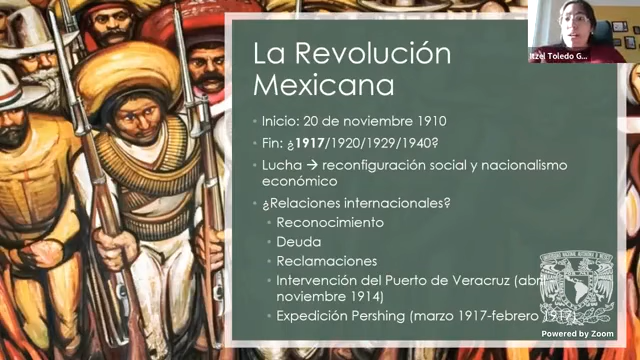 La Revolución
Mexicana
Itzel Toledo G...
• Inicio: 20 de noviembre 1910
• Fin: ¿1917/1920/1929/1940?
• Lucha → reconfiguración social y nacionalismo
económico
• ¿Relaciones internacionales?
• Reconocimiento
• Deuda
• Reclamaciones
• Intervención del Puerto de Veracruz (abril
noviembre 1914)
• Expedición Pershing (marzo 1917-febrero 1917)
Powered by Zoom